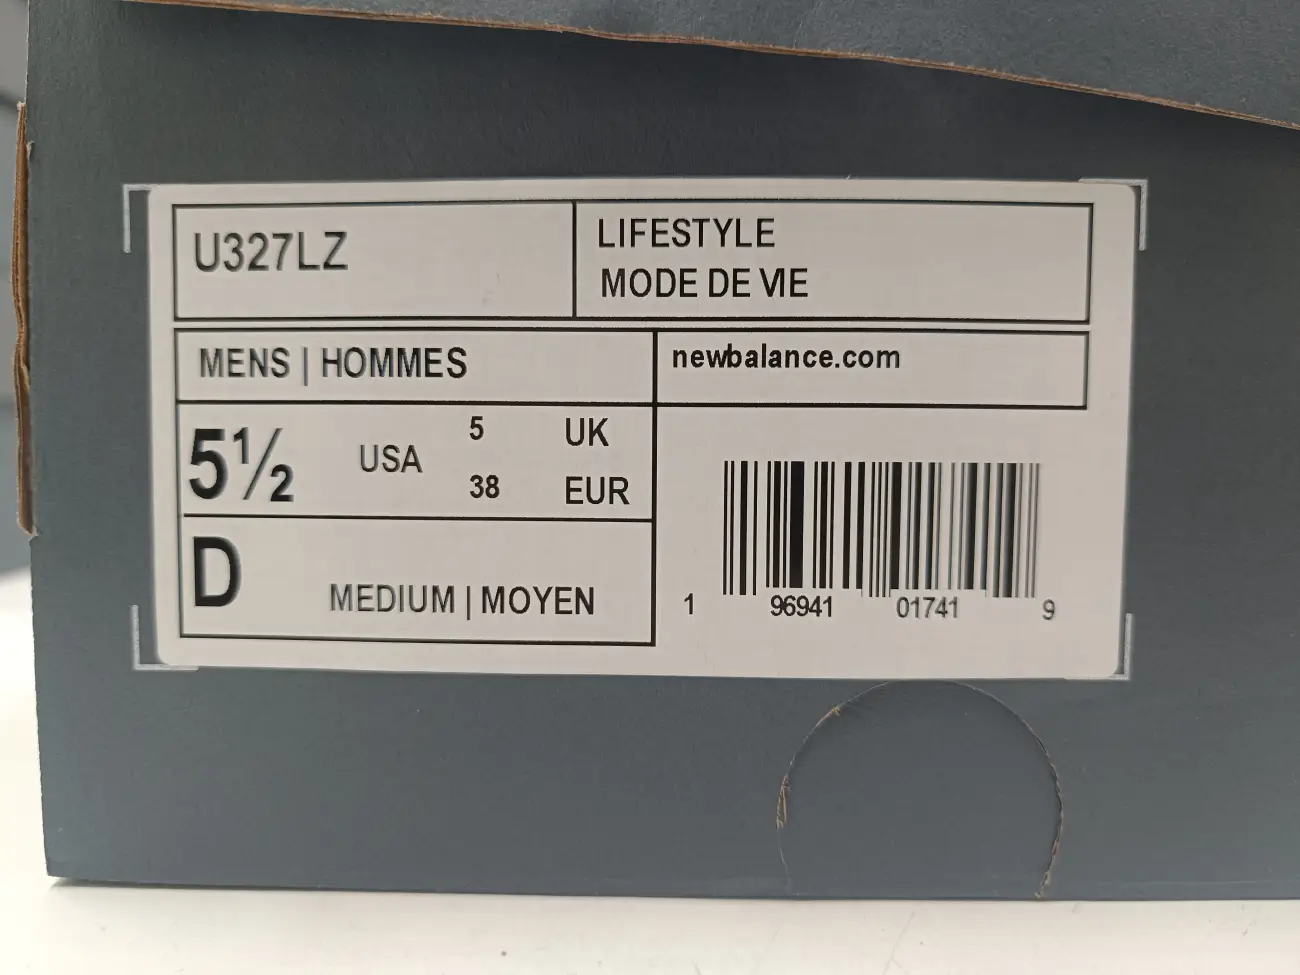 U327LZ
LIFESTYLE
MODE DE VIE
MENS | HOMMES
newbalance.com
5½ USA 5 UK
38 EUR
D MEDIUM | MOYEN
1 96941 01741 9